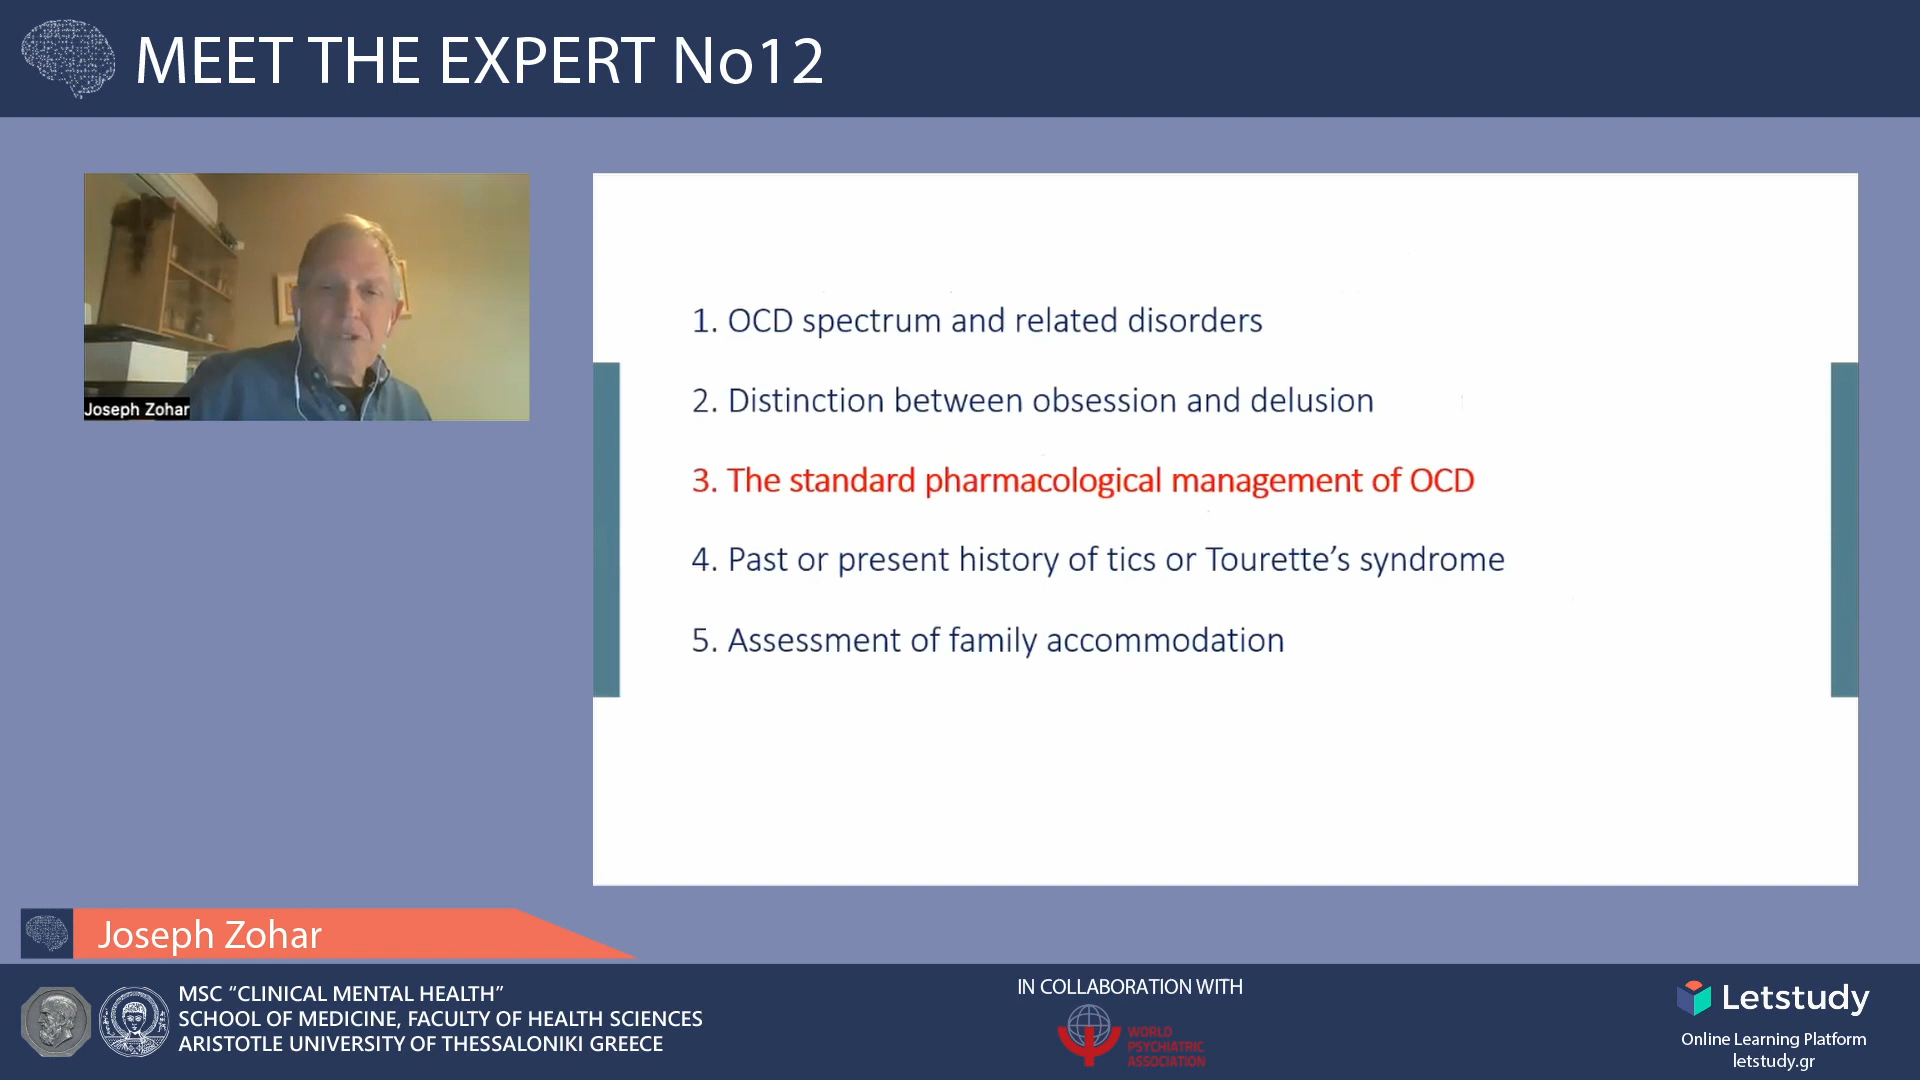 MEET THE EXPERT No12
Joseph Zohar
1. OCD spectrum and related disorders
2. Distinction between obsession and delusion
3. The standard pharmacological management of OCD
4. Past or present history of tics or Tourette’s syndrome
5. Assessment of family accommodation
Joseph Zohar
MSC “CLINICAL MENTAL HEALTH”
SCHOOL OF MEDICINE, FACULTY OF HEALTH SCIENCES
ARISTOTLE UNIVERSITY OF THESSALONIKI GREECE
IN COLLABORATION WITH
WORLD
PSYCHIATRIC
ASSOCIATION
Letstudy
Online Learning Platform
letstudy.gr